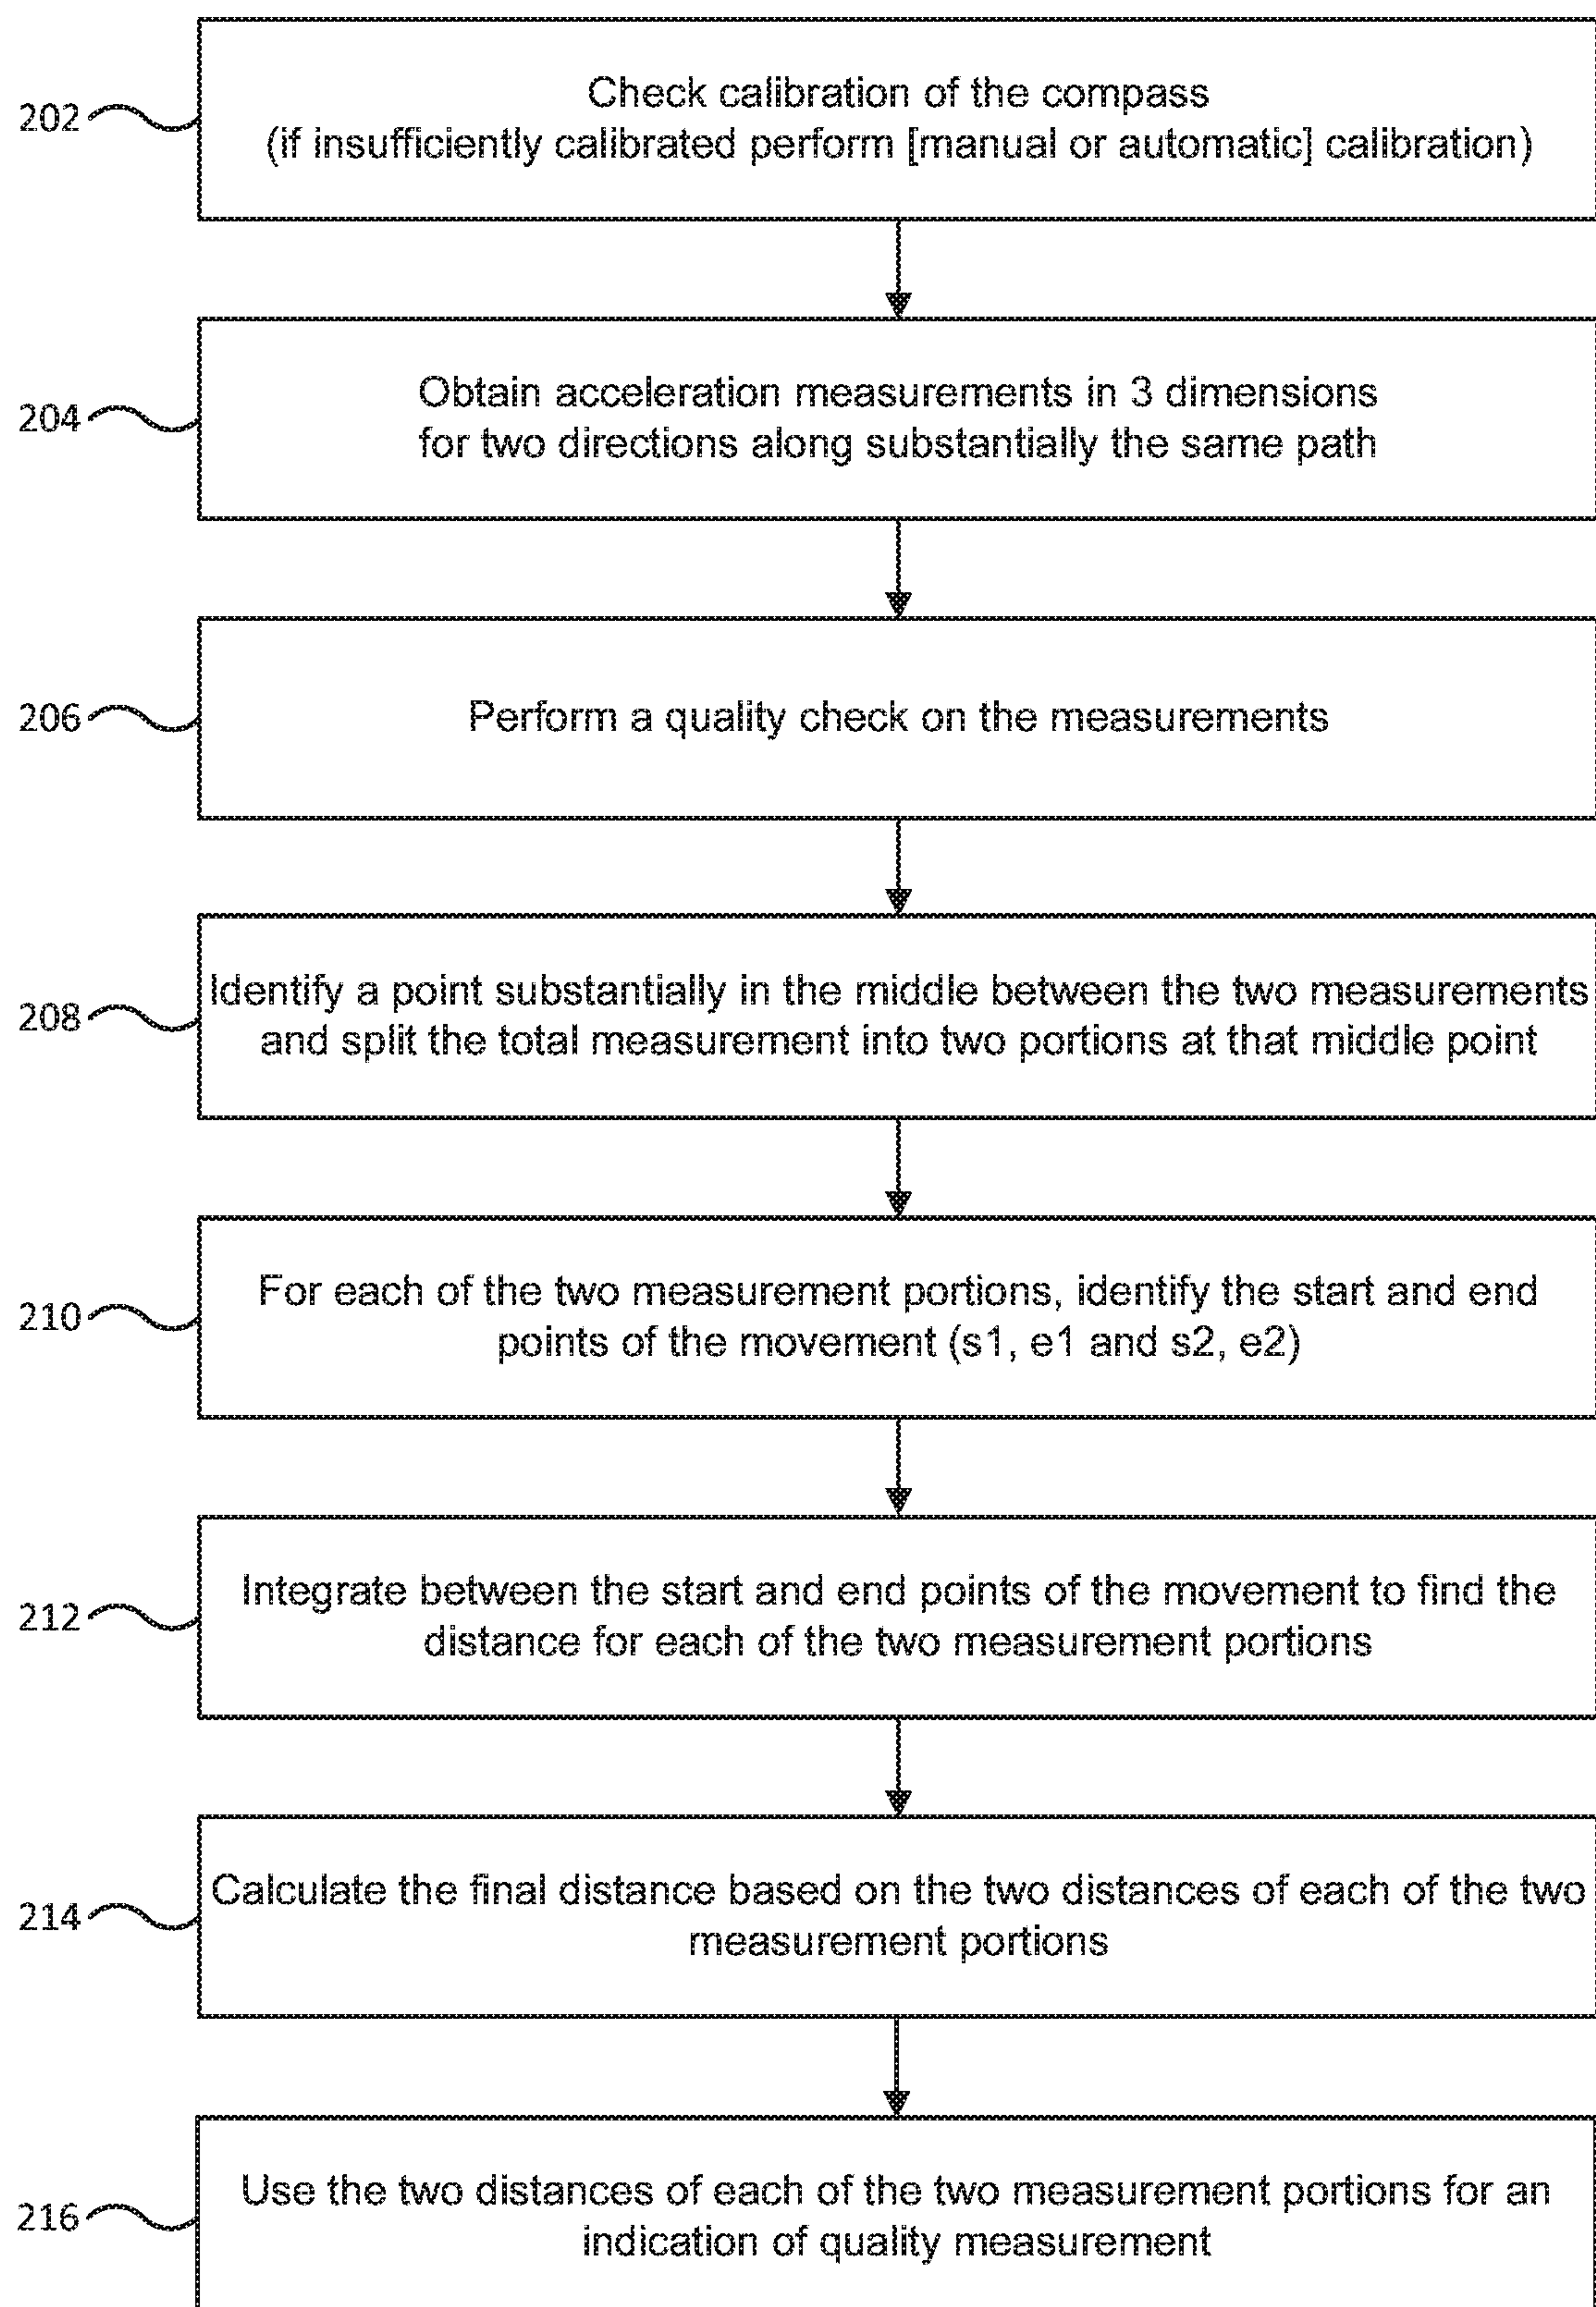 202
Check calibration of the compass
(if insufficiently calibrated perform [manual or automatic] calibration)
204
Obtain acceleration measurements in 3 dimensions
for two directions along substantially the same path
206
Perform a quality check on the measurements
208
Identify a point substantially in the middle between the two measurements
and split the total measurement into two portions at that middle point
210
For each of the two measurement portions, identify the start and end
points of the movement (s1, e1 and s2, e2)
212
Integrate between the start and end points of the movement to find the
distance for each of the two measurement portions
214
Calculate the final distance based on the two distances of each of the two
measurement portions
216
Use the two distances of each of the two measurement portions for an
indication of quality measurement